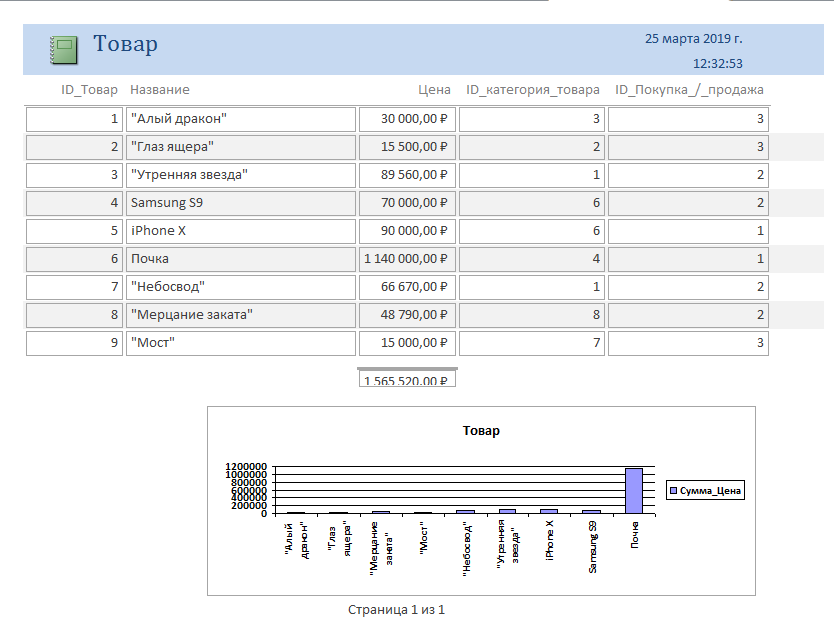 Товар
25 марта 2019 г.
12:32:53
ID_Товар Название Цена ID_категория_товара ID_Покупка_/_продажа
1 "Алый дракон" 30 000,00 ₽ 3 3
2 "Глаз ящера" 15 500,00 ₽ 2 3
3 "Утренняя звезда" 89 560,00 ₽ 1 2
4 Samsung S9 70 000,00 ₽ 6 2
5 iPhone X 90 000,00 ₽ 6 1
6 Почка 1 140 000,00 ₽ 4 1
7 "Небосвод" 66 670,00 ₽ 1 2
8 "Мерцание заката" 48 790,00 ₽ 8 2
9 "Мост" 15 000,00 ₽ 7 3
1 565 520,00 ₽
Товар
1200000
1000000
800000
600000
400000
200000
0
Сумма_Цена
"Алый
дракон"
"Глаз
ящера"
"Мерцание
заката"
"Мост"
"Небосвод"
"Утренняя
звезда"
iPhone X
Samsung S9
Почка
Страница 1 из 1